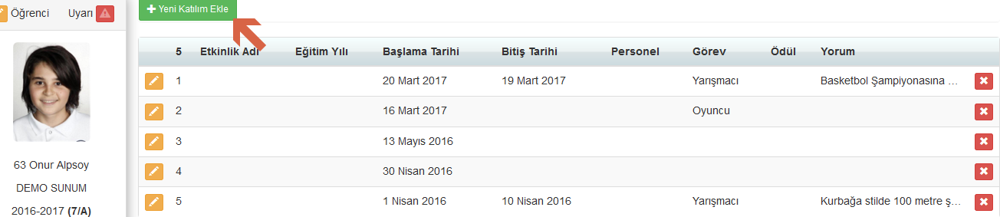 Öğrenci Uyarı
63 Onur Alpsoy
DEMO SUNUM
2016-2017 (7/A)
Yeni Katılım Ekle
5 Etkinlik Adı Eğitim Yılı Başlama Tarihi Bitiş Tarihi Personel Görev Ödül Yorum
1 20 Mart 2017 19 Mart 2017 Yarışmacı Basketbol Şampiyonasına ...
2 16 Mart 2017 Oyuncu
3 13 Mayıs 2016
4 30 Nisan 2016
5 1 Nisan 2016 10 Nisan 2016 Yarışmacı Kurbağa stilde 100 metre ş...